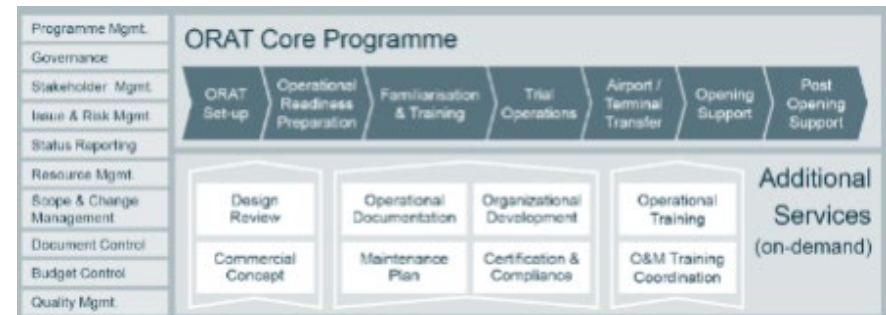 Programme Mgmt.
Governance
Stakeholder Mgmt.
Issue & Risk Mgmt
Status Reporting
Resource Mgmt.
Scope & Change
Management
Document Control
Budget Control
Quality Mgmt.
ORAT Core Programme
ORAT
Set-up
Operational
Readiness
Preparation
Familiarisation
& Training
Trial
Operations
Airport /
Terminal
Transfer
Opening
Support
Post
Opening
Support
Design
Review
Commercial
Concept
Operational
Documentation
Organizational
Development
Maintenance
Plan
Certification &
Compliance
Operational
Training
O&M Training
Coordination
Additional
Services
(on-demand)